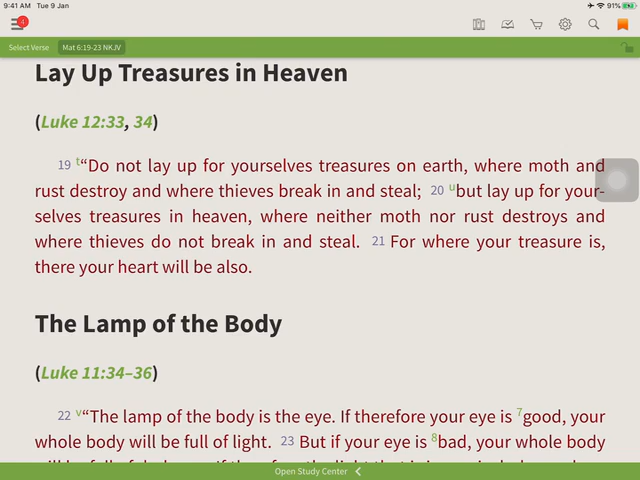 9:41 AM Tue 9 Jan 91%
4
Select Verse Mat 6:19-23 NKJV
Lay Up Treasures in Heaven
(Luke 12:33, 34)
19 t“Do not lay up for yourselves treasures on earth, where moth and
rust destroy and where thieves break in and steal; 20 ubut lay up for your-
selves treasures in heaven, where neither moth nor rust destroys and
where thieves do not break in and steal. 21 For where your treasure is,
there your heart will be also.
The Lamp of the Body
(Luke 11:34–36)
22 v“The lamp of the body is the eye. If therefore your eye is 7good, your
whole body will be full of light. 23 But if your eye is 8bad, your whole body
Open Study Center